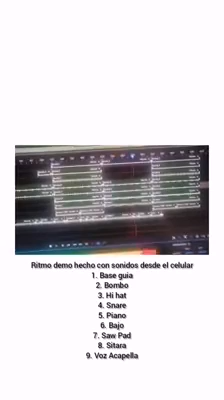 Ritmo demo hecho con sonidos desde el celular
1. Base guia
2. Bombo
3. Hi hat
4. Snare
5. Piano
6. Bajo
7. Saw Pad
8. Sitara
9. Voz Acapella